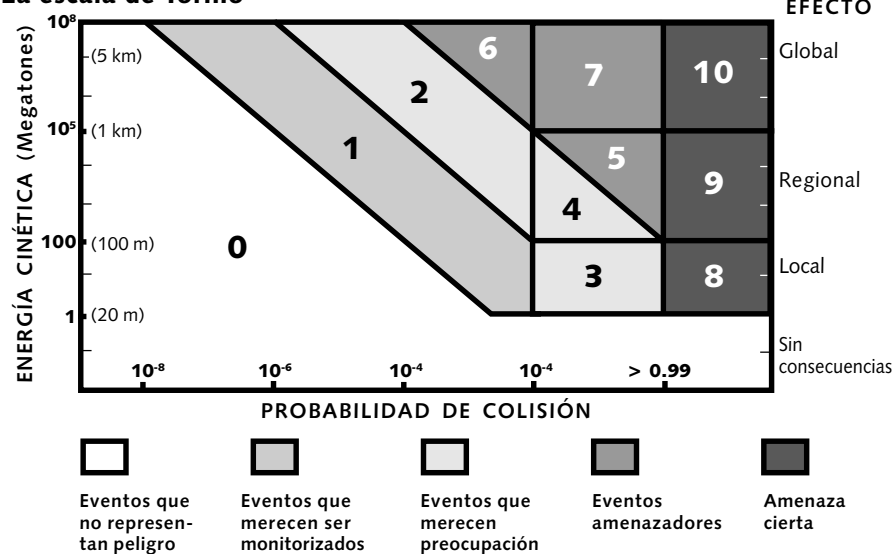 La escala de Torino
EFECTO
ENERGÍA CINÉTICA (Megatones)
10⁸
(5 km)
10⁵
(1 km)
100
(100 m)
1
(20 m)
0
1
2
3
4
5
6
7
8
9
10
Global
Regional
Local
Sin
consecuencias
10⁻⁸
10⁻⁶
10⁻⁴
10⁻⁴
> 0.99
PROBABILIDAD DE COLISIÓN
Eventos que
no represen-
tan peligro
Eventos que
merecen ser
monitorizados
Eventos que
merecen
preocupación
Eventos
amenazadores
Amenaza
cierta